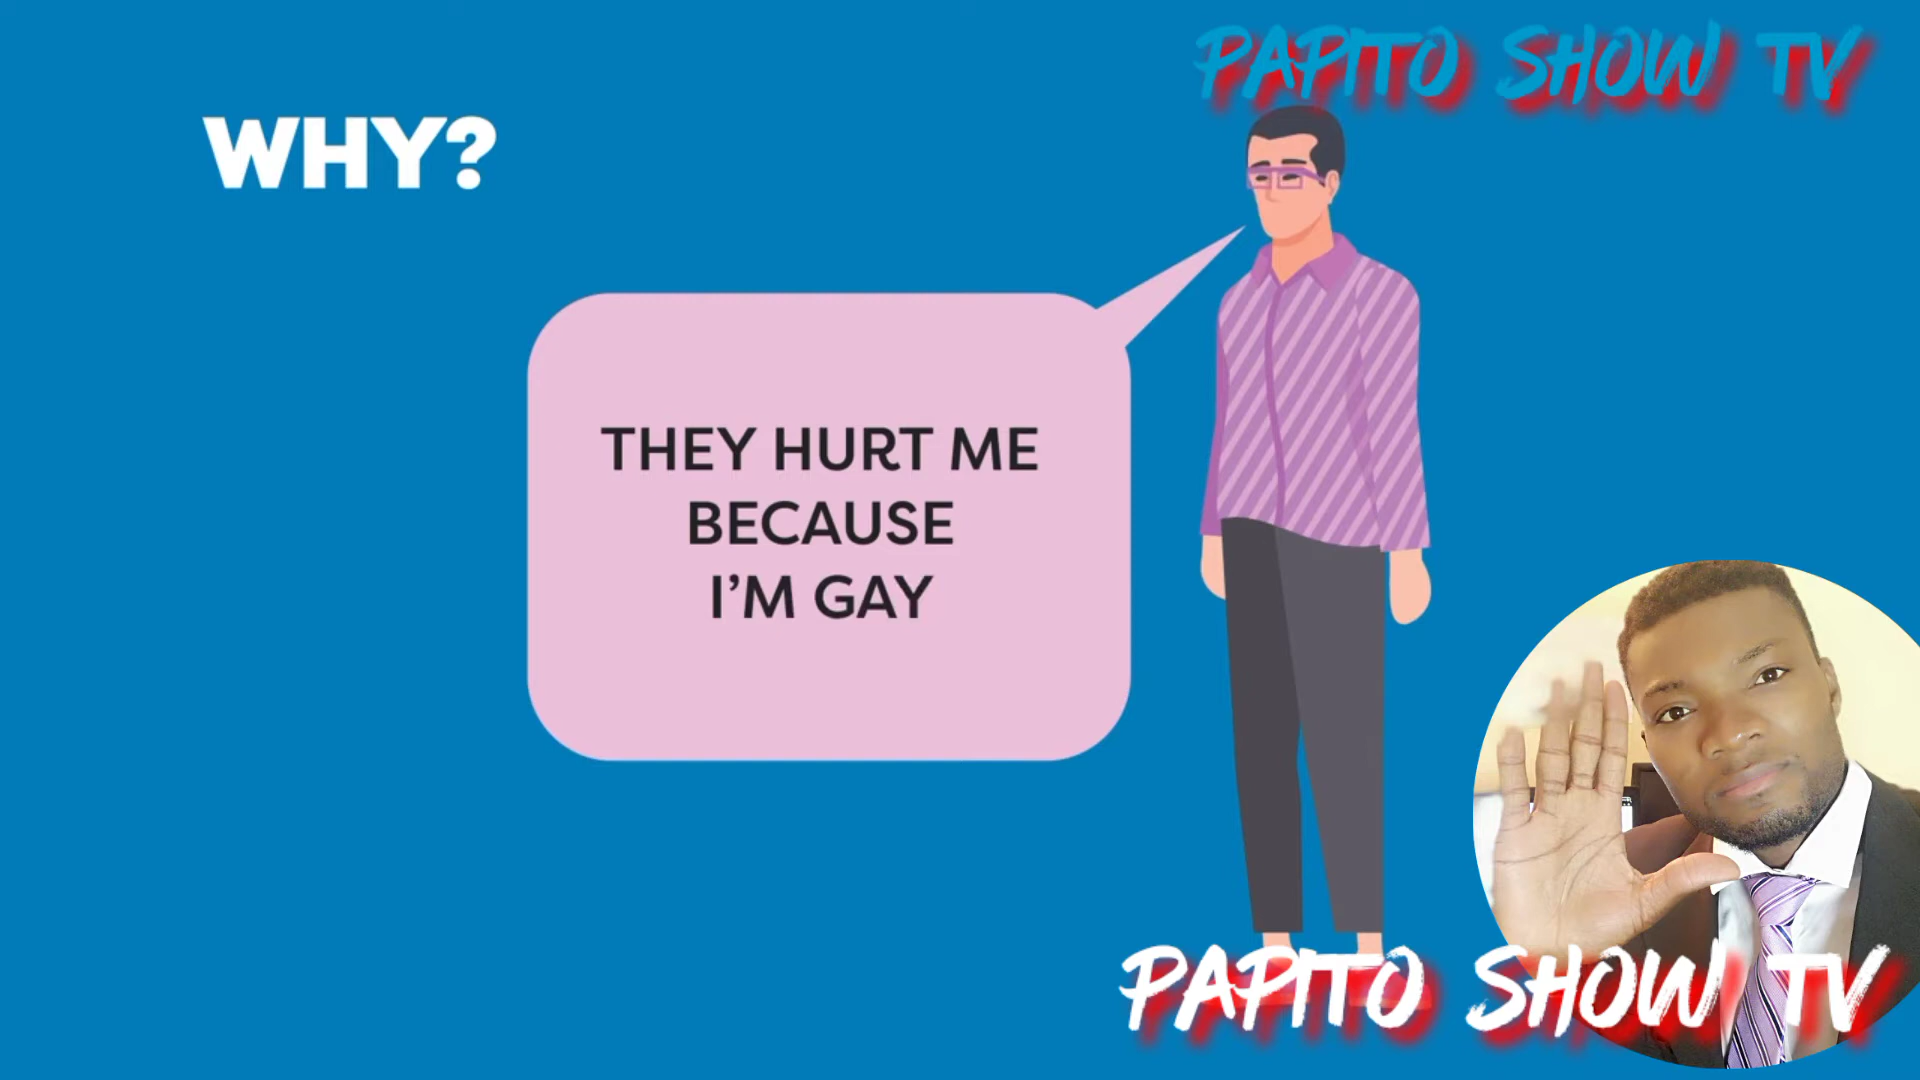 PAPITO SHOW TV
WHY?
THEY HURT ME
BECAUSE
I'M GAY
PAPITO SHOW TV